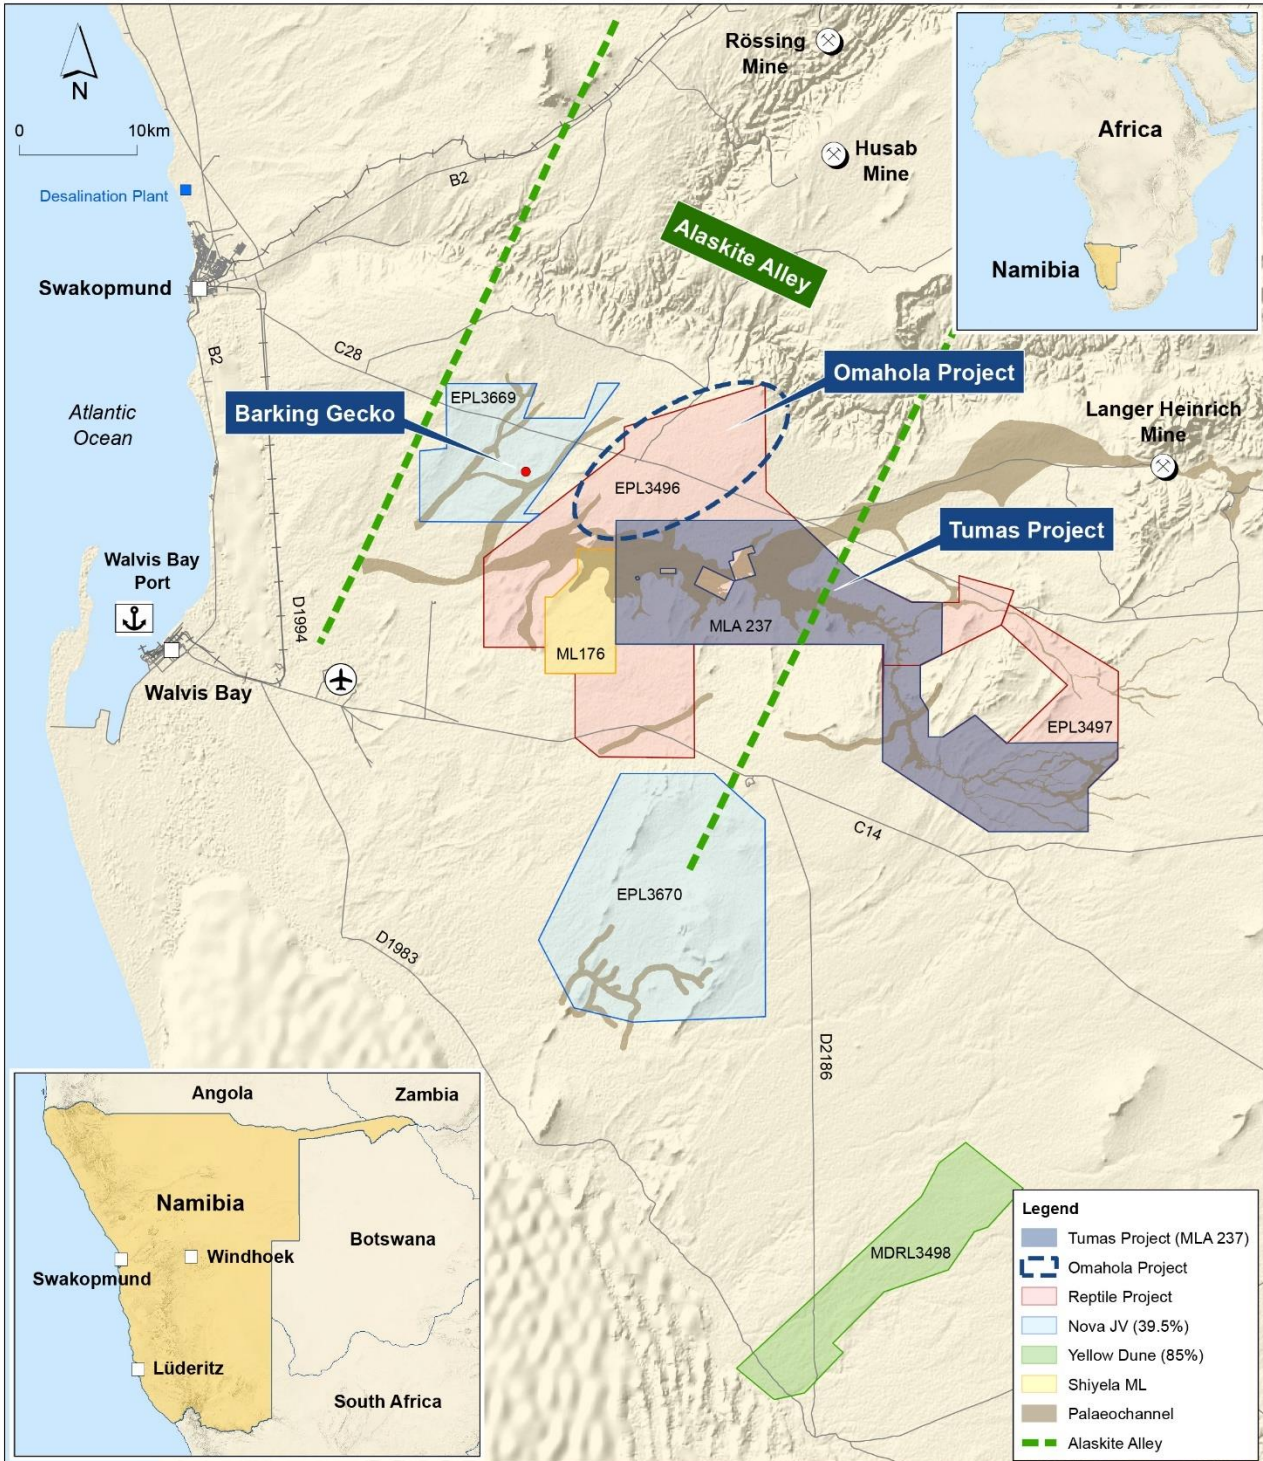 N
0 10km
Desalination Plant
Swakopmund
B2
B2
Atlantic
Ocean
Walvis Bay
Port
Walvis Bay
D1994
C28
Rössing
Mine
Husab
Mine
Alaskite Alley
Africa
Namibia
Omahola Project
Barking Gecko
EPL3669
Langer Heinrich
Mine
EPL3496
Tumas Project
MLA 237
ML176
EPL3497
C14
EPL3670
D1983
D2186
MDRL3498
Angola
Zambia
Namibia
Windhoek
Botswana
Swakopmund
Lüderitz
South Africa
Legend
Tumas Project (MLA 237)
Omahola Project
Reptile Project
Nova JV (39.5%)
Yellow Dune (85%)
Shiyela ML
Palaeochannel
Alaskite Alley